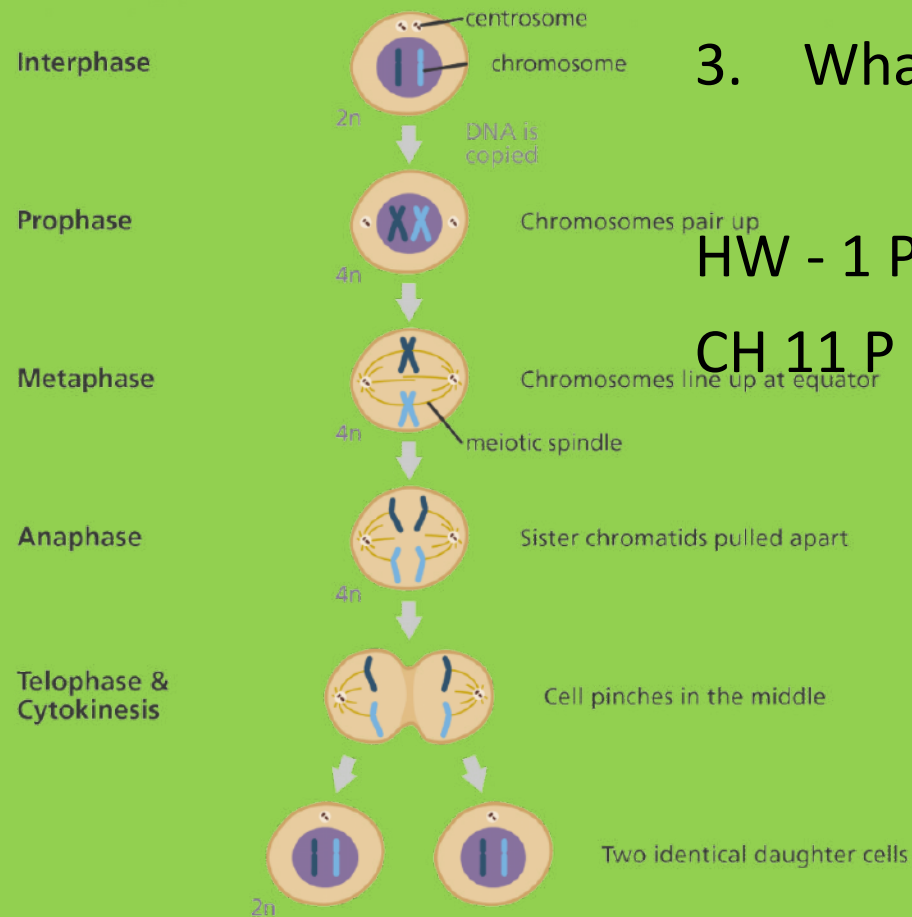 centrosome
Interphase
chromosome
3. Wha
2n
DNA is
copied
Prophase
Chromosomes pair up
HW - 1 P
4n
CH 11 P
Metaphase
Chromosomes line up at equator
4n
meiotic spindle
Anaphase
Sister chromatids pulled apart
4n
Telophase &
Cytokinesis
Cell pinches in the middle
Two identical daughter cells
2n